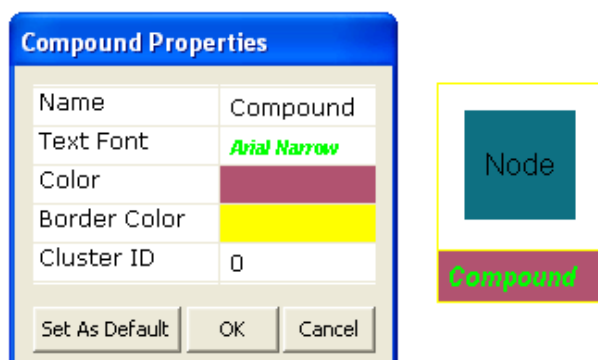 Compound Properties
Name Compound
Text Font Arial Narrow
Color
Border Color
Cluster ID 0
Set As Default OK Cancel
Node
Compound